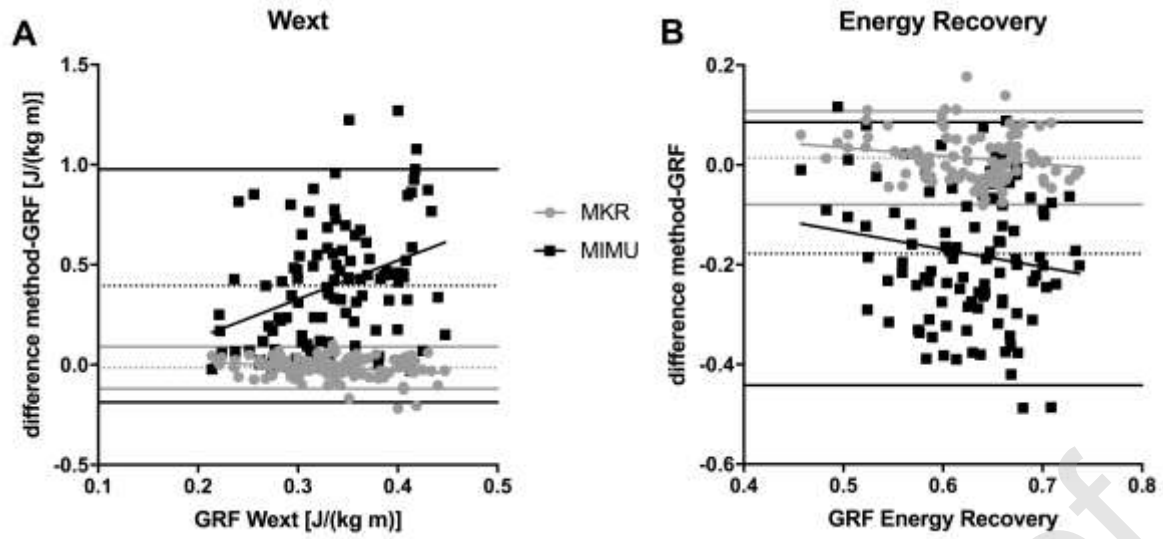 A
Wext
difference method-GRF [J/(kg m)]
1.5
1.0
0.5
0.0
-0.5
0.1
0.2
0.3
0.4
0.5
GRF Wext [J/(kg m)]
MKR
MIMU
B
Energy Recovery
difference method-GRF
0.2
0.0
-0.2
-0.4
-0.6
0.4
0.5
0.6
0.7
0.8
GRF Energy Recovery